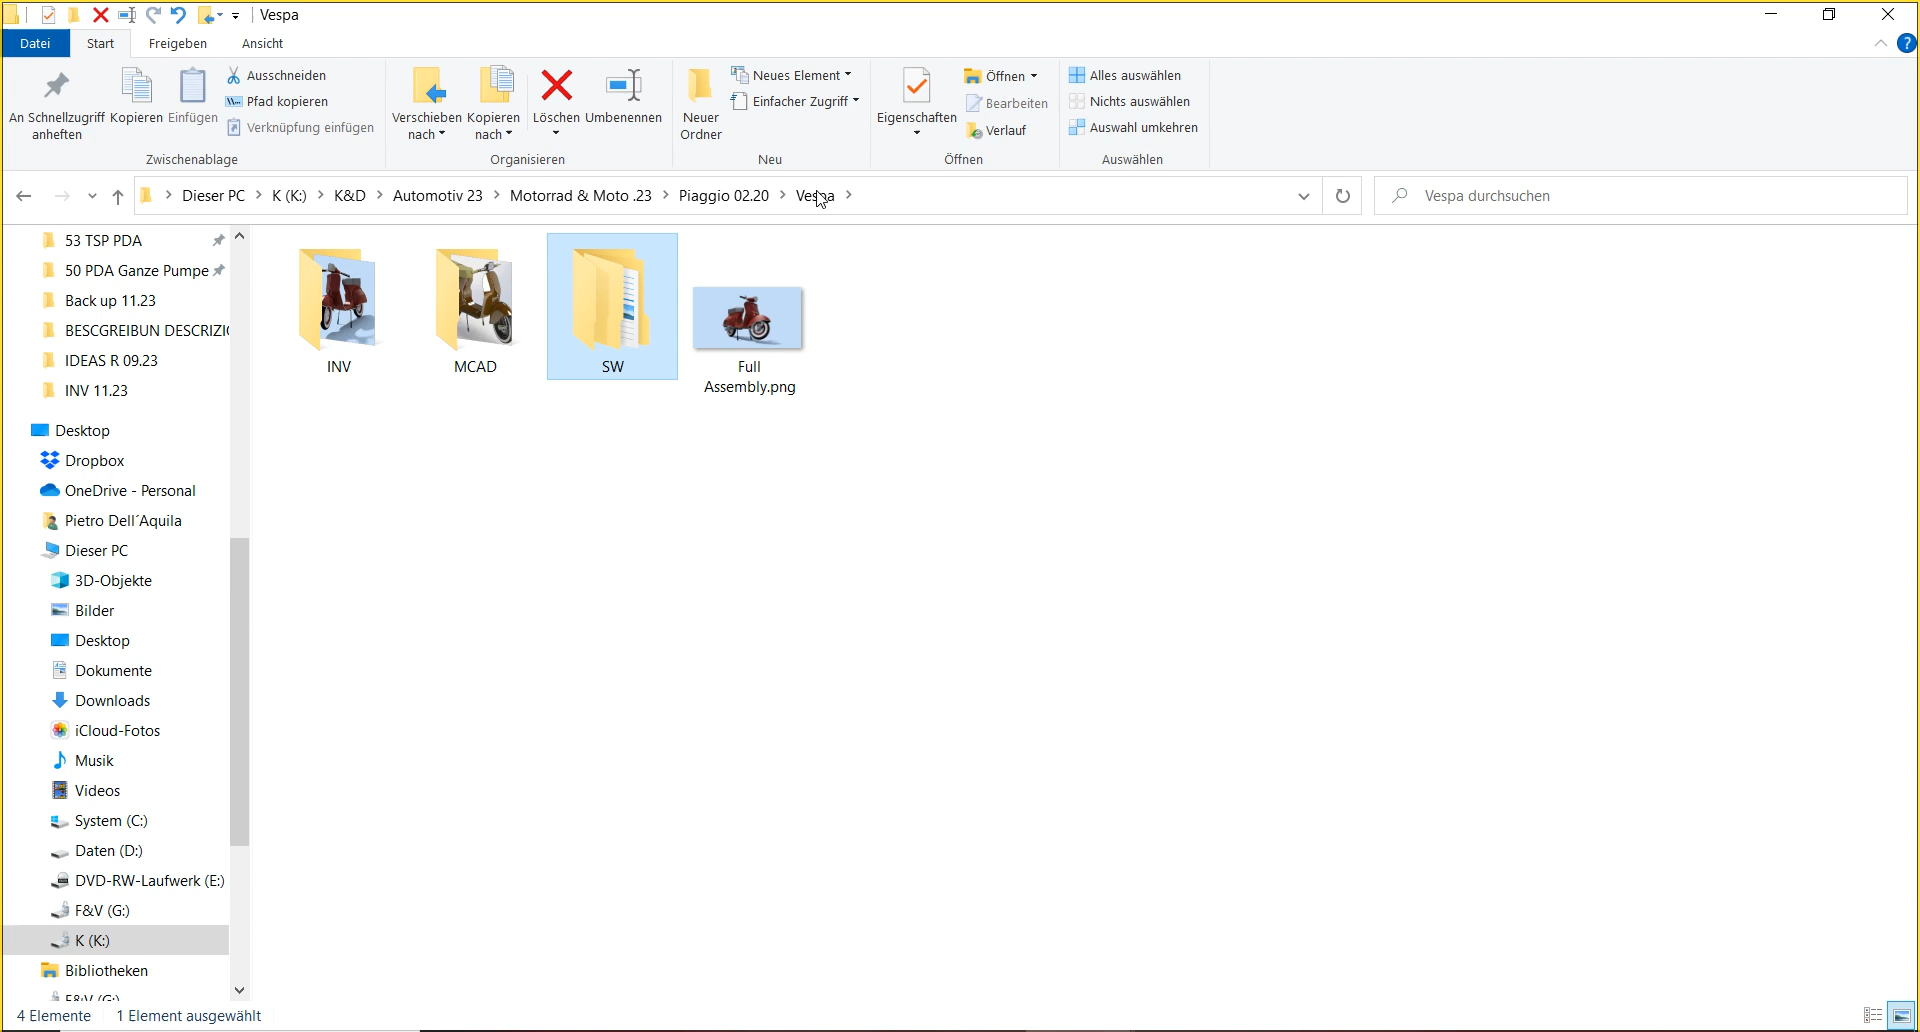 Vespa
Datei Start Freigeben Ansicht
An Schnellzugriff anheften
Kopieren
Einfügen
Ausschneiden
Pfad kopieren
Verknüpfung einfügen
Zwischenablage
Verschieben nach
Kopieren nach
Löschen
Umbenennen
Organisieren
Neuer Ordner
Neues Element
Einfacher Zugriff
Neu
Eigenschaften
Öffnen
Bearbeiten
Verlauf
Öffnen
Alles auswählen
Nichts auswählen
Auswahl umkehren
Auswählen
Dieser PC > K (K:) > K&D > Automotiv 23 > Motorrad & Moto .23 > Piaggio 02.20 > Vespa >
Vespa durchsuchen
53 TSP PDA
50 PDA Ganze Pumpe
Back up 11.23
BESCGREIBUN DESCRIZI
IDEAS R 09.23
INV 11.23
Desktop
Dropbox
OneDrive - Personal
Pietro Dell´Aquila
Dieser PC
3D-Objekte
Bilder
Desktop
Dokumente
Downloads
iCloud-Fotos
Musik
Videos
System (C:)
Daten (D:)
DVD-RW-Laufwerk (E:)
F&V (G:)
K (K:)
Bibliotheken
F&V (G:)
INV
MCAD
SW
Full
Assembly.png
4 Elemente 1 Element ausgewählt